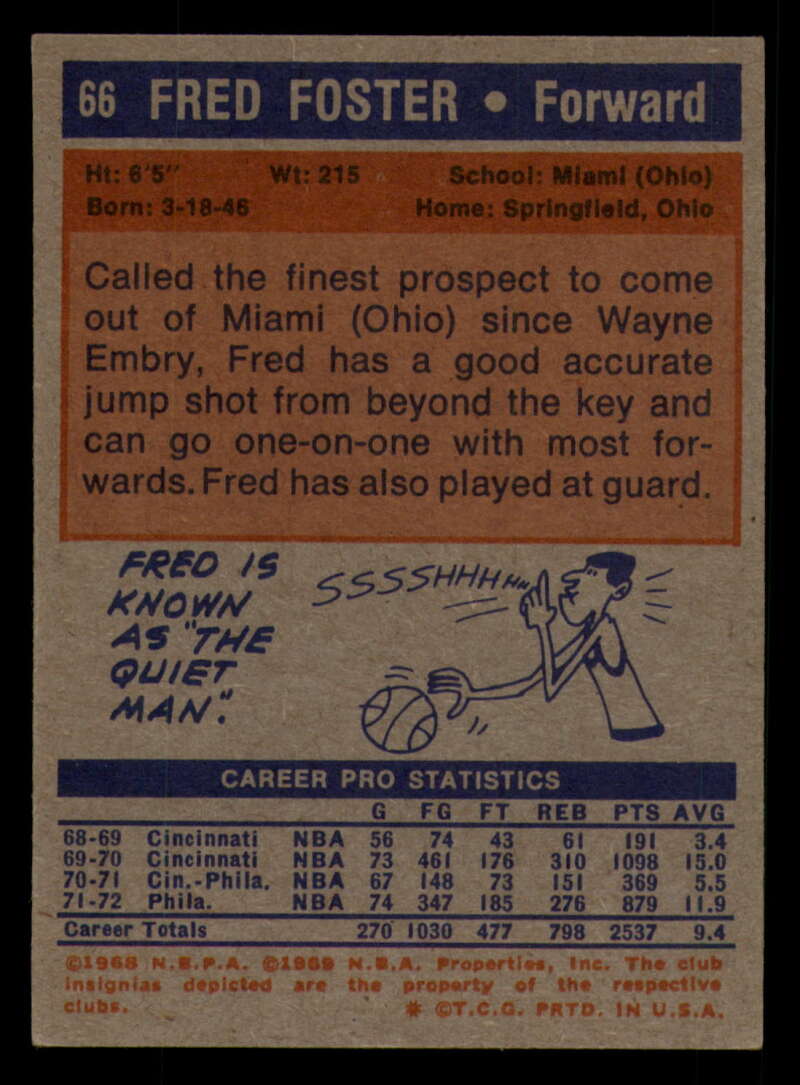 66 FRED FOSTER • Forward
Ht: 6'5" Wt: 215 School: Miami (Ohio)
Born: 3-18-46 Home: Springfield, Ohio
Called the finest prospect to come
out of Miami (Ohio) since Wayne
Embry, Fred has a good accurate
jump shot from beyond the key and
can go one-on-one with most for-
wards. Fred has also played at guard.
FRED IS
KNOWN
AS "THE
QUIET
MAN".
SSSSHHHHHH
CAREER PRO STATISTICS
G FG FT REB PTS AVG
68-69 Cincinnati NBA 56 74 43 61 191 3.4
69-70 Cincinnati NBA 73 461 176 310 1098 15.0
70-71 Cin.-Phila. NBA 67 148 73 151 369 5.5
71-72 Phila. NBA 74 347 185 276 879 11.9
Career Totals 270 1030 477 798 2537 9.4
©1968 N.B.P.A. ©1969 N.B.A. Properties, Inc. The club
insignias depicted are the property of the respective
clubs. * ©T.C.G. PRTD. IN U.S.A.